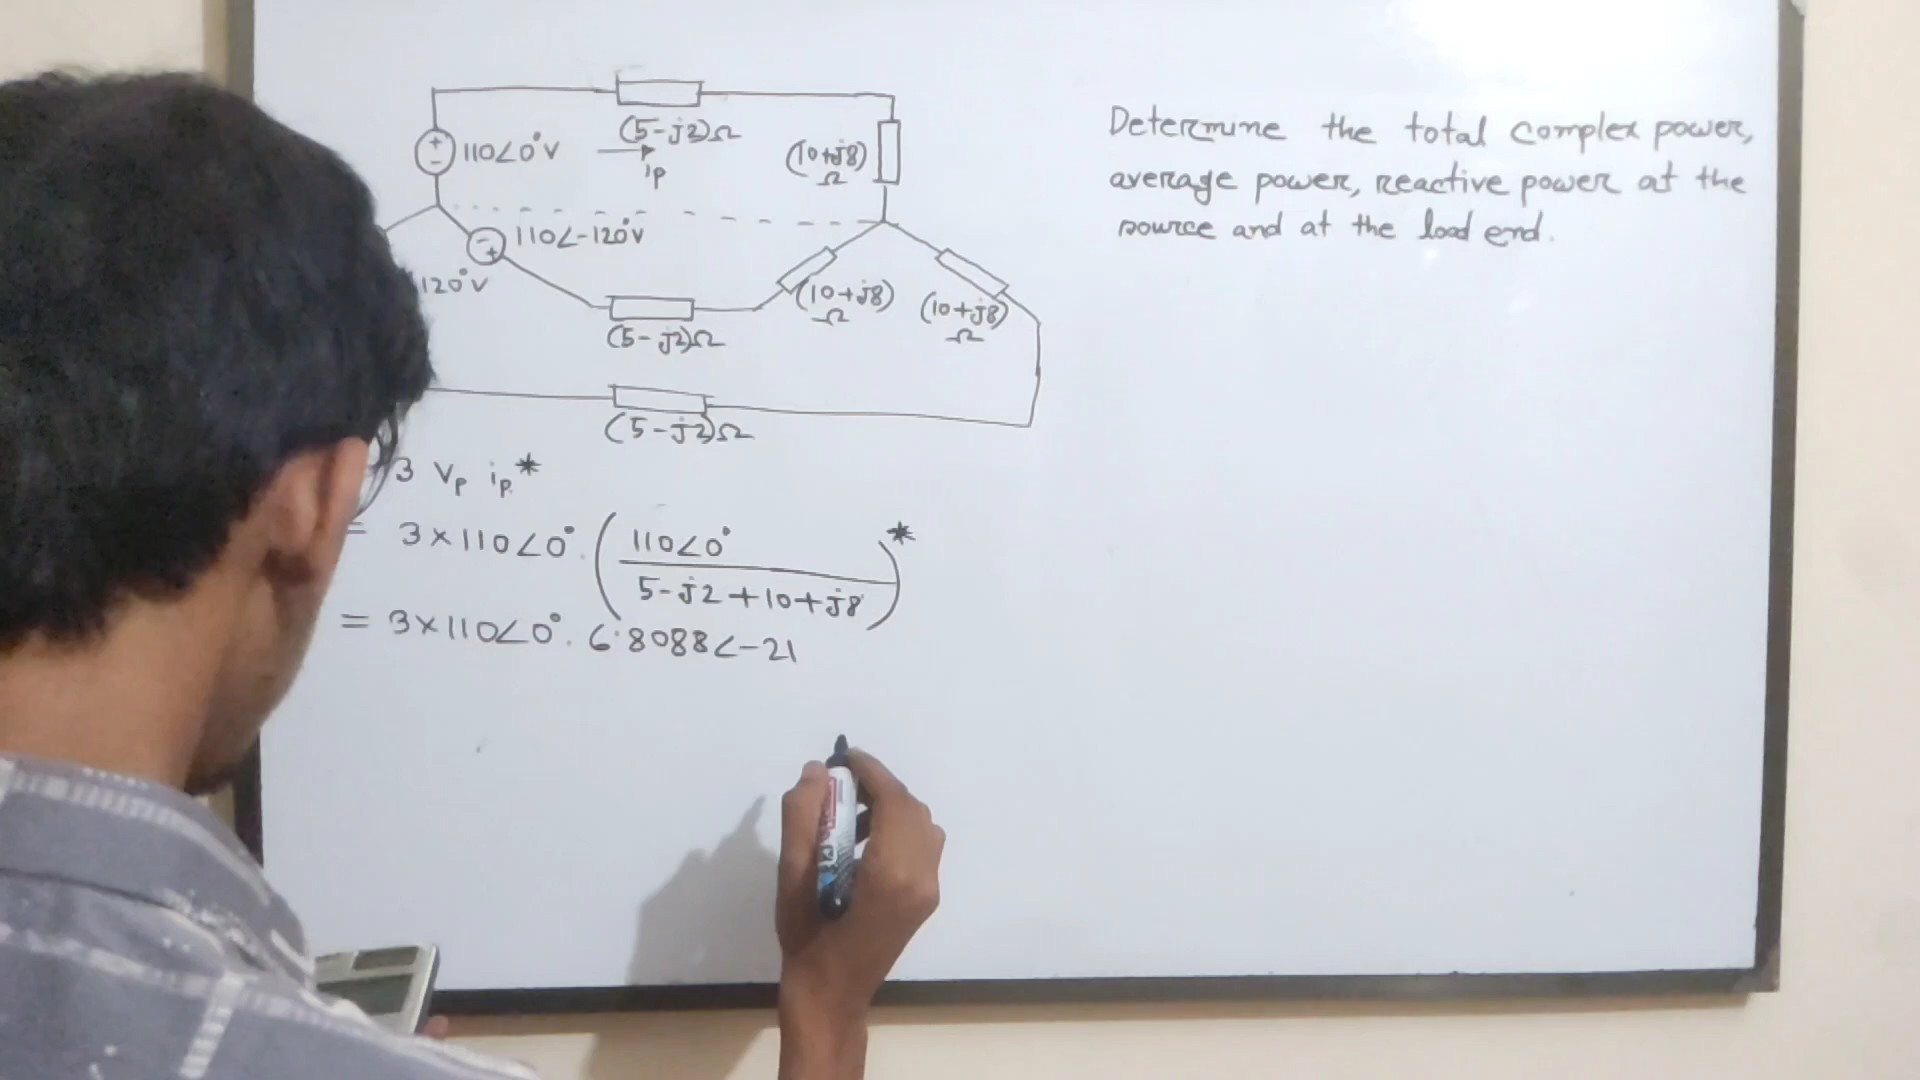 (5-j2)Ω
110∠0°V
ip
(10+j8)
Ω
110∠-120°V
120°V
(10+j8)
Ω
(10+j8)
Ω
(5-j2)Ω
(5-j2)Ω
3 Vp ip*
= 3×110∠0°. (110∠0° / 5-j2+10+j8)*
= 3×110∠0°. 6.8088∠-21
Determine the total complex power,
average power, reactive power at the
source and at the load end.